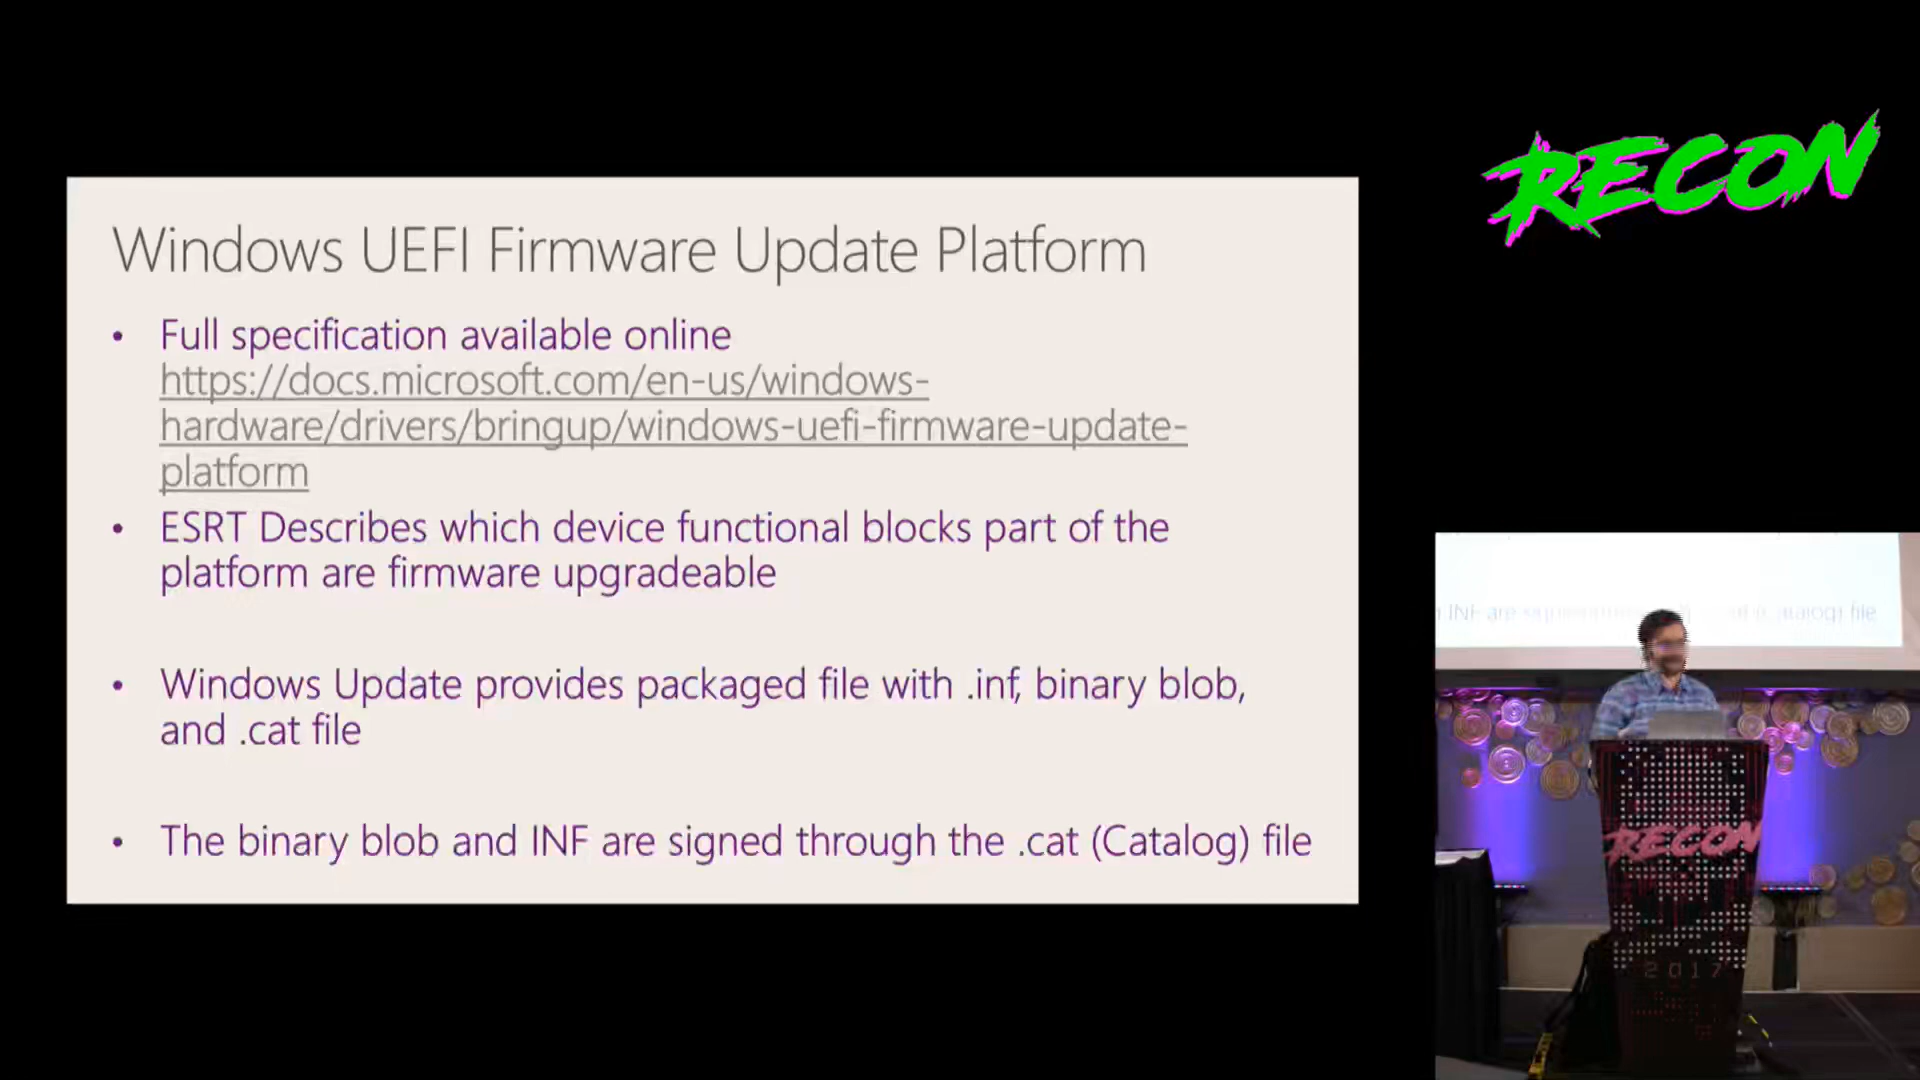 RECON
Windows UEFI Firmware Update Platform
• Full specification available online
https://docs.microsoft.com/en-us/windows-
hardware/drivers/bringup/windows-uefi-firmware-update-
platform
• ESRT Describes which device functional blocks part of the
platform are firmware upgradeable
• Windows Update provides packaged file with .inf, binary blob,
and .cat file
• The binary blob and INF are signed through the .cat (Catalog) file
INF are file
RECON
2017